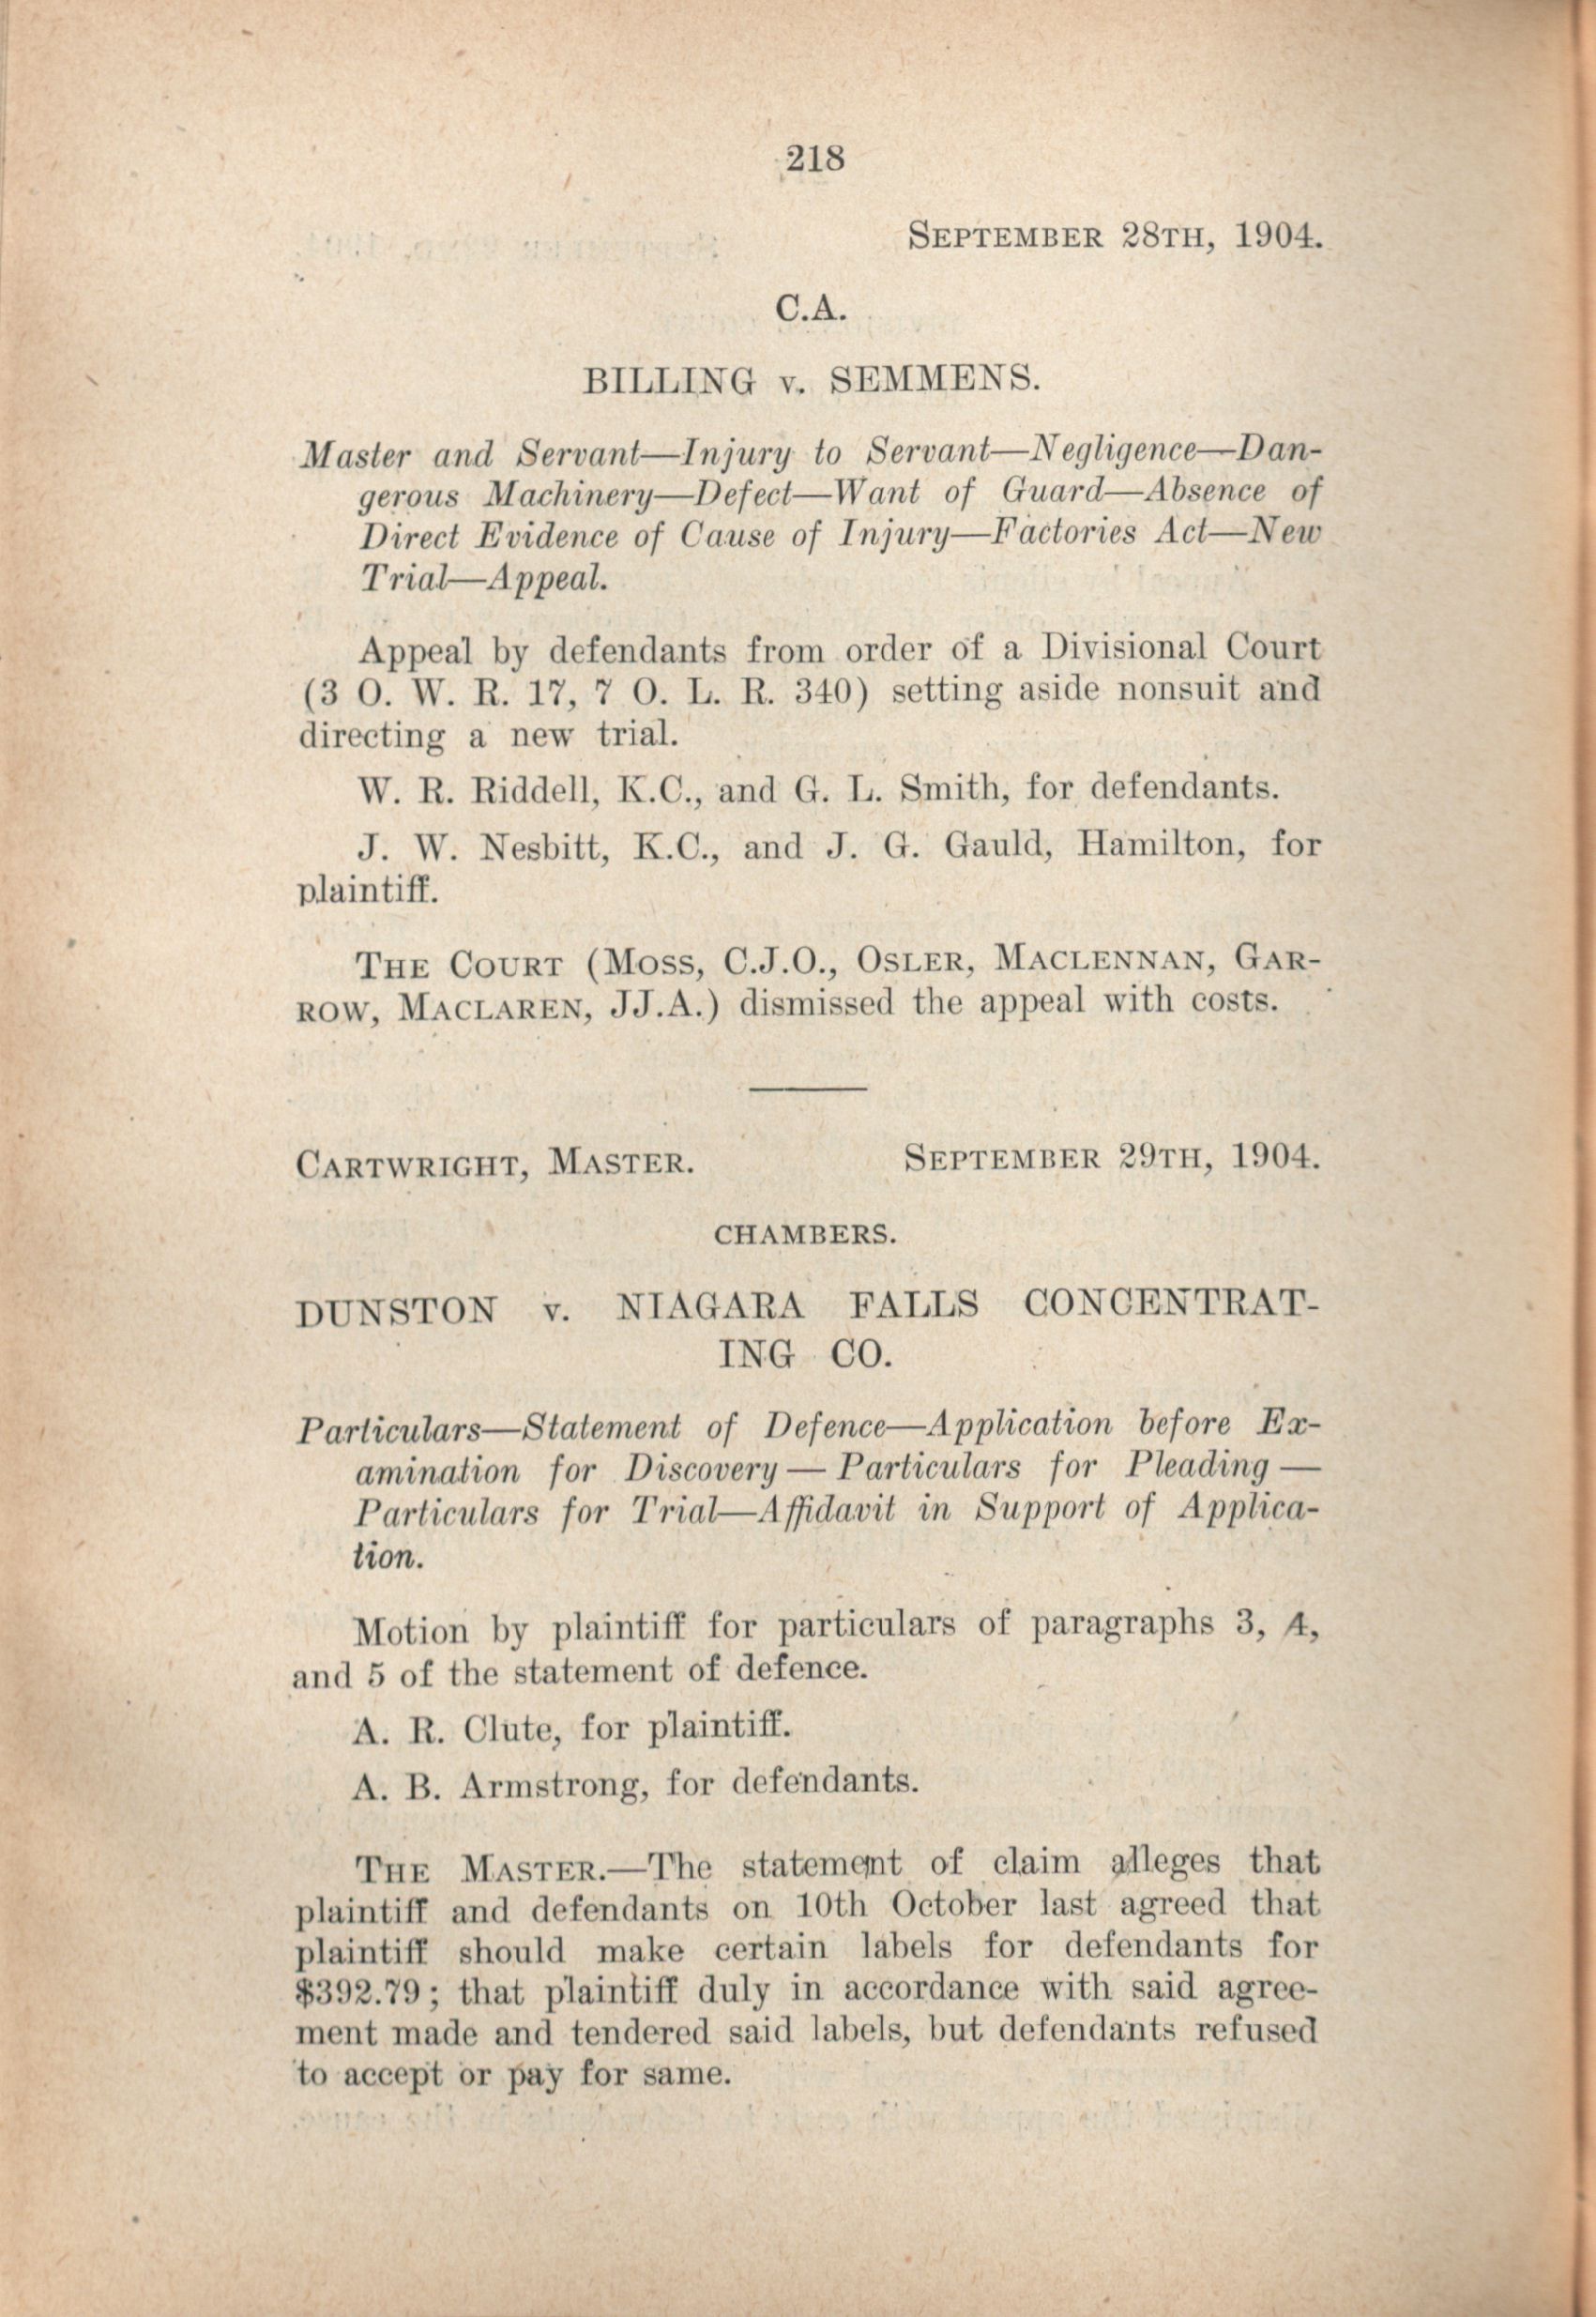 218
SEPTEMBER 28TH, 1904.
C.A.
BILLING v. SEMMENS.
Master and Servant—Injury to Servant—Negligence—Dan-
gerous Machinery—Defect—Want of Guard—Absence of
Direct Evidence of Cause of Injury—Factories Act—New
Trial—Appeal.
Appeal by defendants from order of a Divisional Court
(3 O. W. R. 17, 7 O. L. R. 340) setting aside nonsuit and
directing a new trial.
W. R. Riddell, K.C., and G. L. Smith, for defendants.
J. W. Nesbitt, K.C., and J. G. Gauld, Hamilton, for
plaintiff.
THE COURT (MOSS, C.J.O., OSLER, MACLENNAN, GAR-
ROW, MACLAREN, JJ.A.) dismissed the appeal with costs.
CARTWRIGHT, MASTER. SEPTEMBER 29TH, 1904.
CHAMBERS.
DUNSTON v. NIAGARA FALLS CONCENTRAT-
ING CO.
Particulars—Statement of Defence—Application before Ex-
amination for Discovery — Particulars for Pleading —
Particulars for Trial—Affidavit in Support of Applica-
tion.
Motion by plaintiff for particulars of paragraphs 3, 4,
and 5 of the statement of defence.
A. R. Clute, for plaintiff.
A. B. Armstrong, for defendants.
THE MASTER.—The statement of claim alleges that
plaintiff and defendants on 10th October last agreed that
plaintiff should make certain labels for defendants for
$392.79; that plaintiff duly in accordance with said agree-
ment made and tendered said labels, but defendants refused
to accept or pay for same.